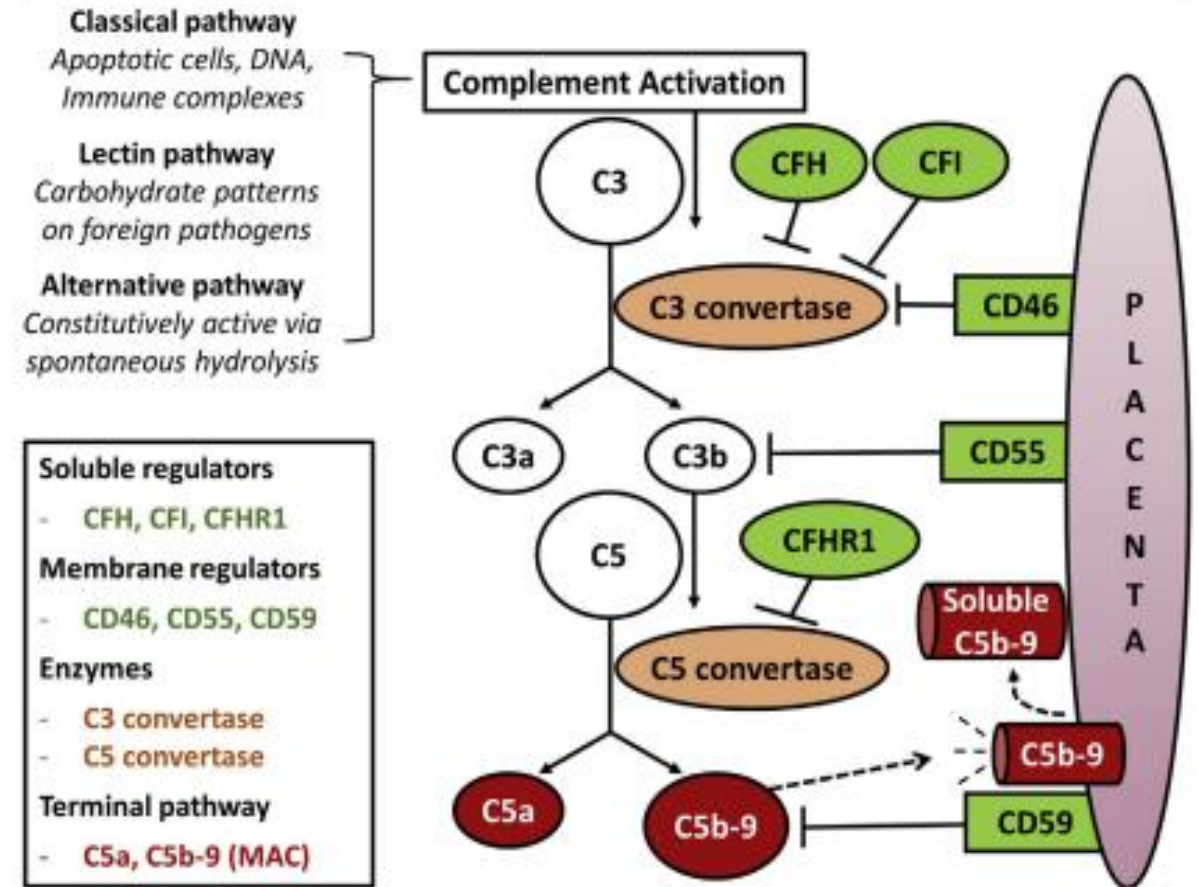 Classical pathway
Apoptotic cells, DNA,
Immune complexes
Lectin pathway
Carbohydrate patterns
on foreign pathogens
Alternative pathway
Constitutively active via
spontaneous hydrolysis
Complement Activation
C3
CFH
CFI
C3 convertase
CD46
C3a
C3b
CD55
C5
CFHR1
C5 convertase
Soluble
C5b-9
C5b-9
C5a
C5b-9
CD59
PLACENTA
Soluble regulators
- CFH, CFI, CFHR1
Membrane regulators
- CD46, CD55, CD59
Enzymes
- C3 convertase
- C5 convertase
Terminal pathway
- C5a, C5b-9 (MAC)